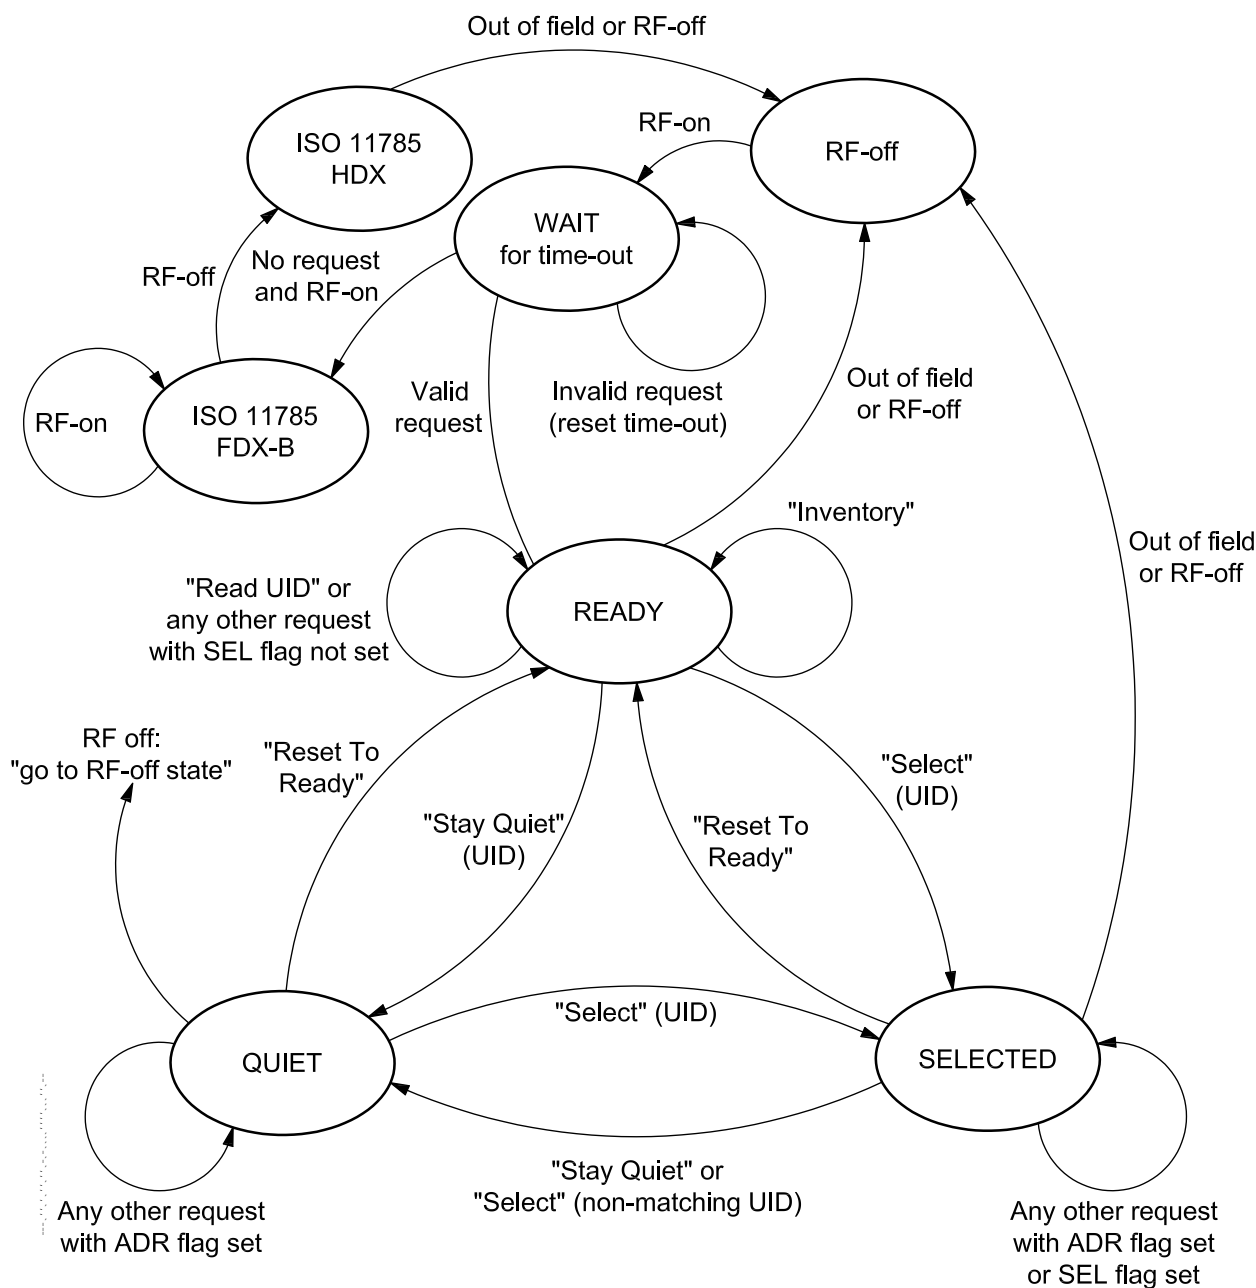 Out of field or RF-off
ISO 11785
HDX
RF-on
RF-off
WAIT
for time-out
RF-off
No request
and RF-on
RF-on
ISO 11785
FDX-B
Valid
request
Invalid request
(reset time-out)
Out of field
or RF-off
"Inventory"
Out of field
or RF-off
"Read UID" or
any other request
with SEL flag not set
READY
RF off:
"go to RF-off state"
"Reset To
Ready"
"Stay Quiet"
(UID)
"Reset To
Ready"
"Select"
(UID)
"Select" (UID)
QUIET
SELECTED
"Stay Quiet" or
"Select" (non-matching UID)
Any other request
with ADR flag set
Any other request
with ADR flag set
or SEL flag set